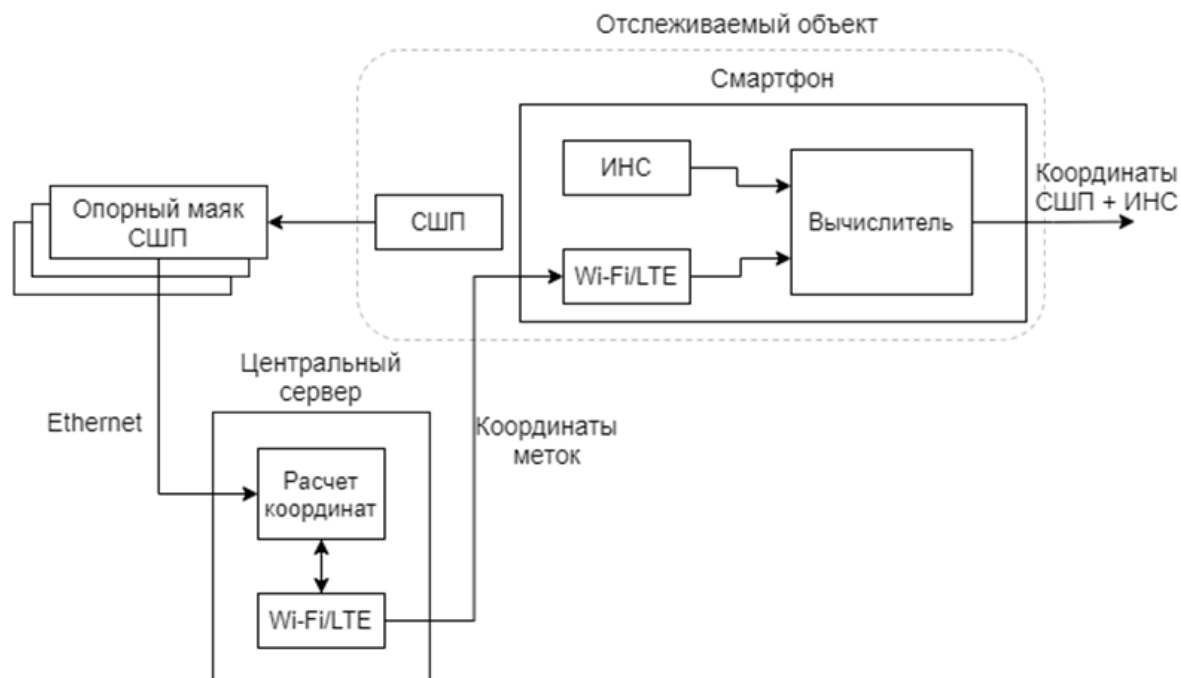 Отслеживаемый объект
Смартфон
ИНС
Координаты
СШП + ИНС
Опорный маяк
СШП
СШП
Вычислитель
Wi-Fi/LTE
Центральный
сервер
Ethernet
Координаты
меток
Расчет
координат
Wi-Fi/LTE